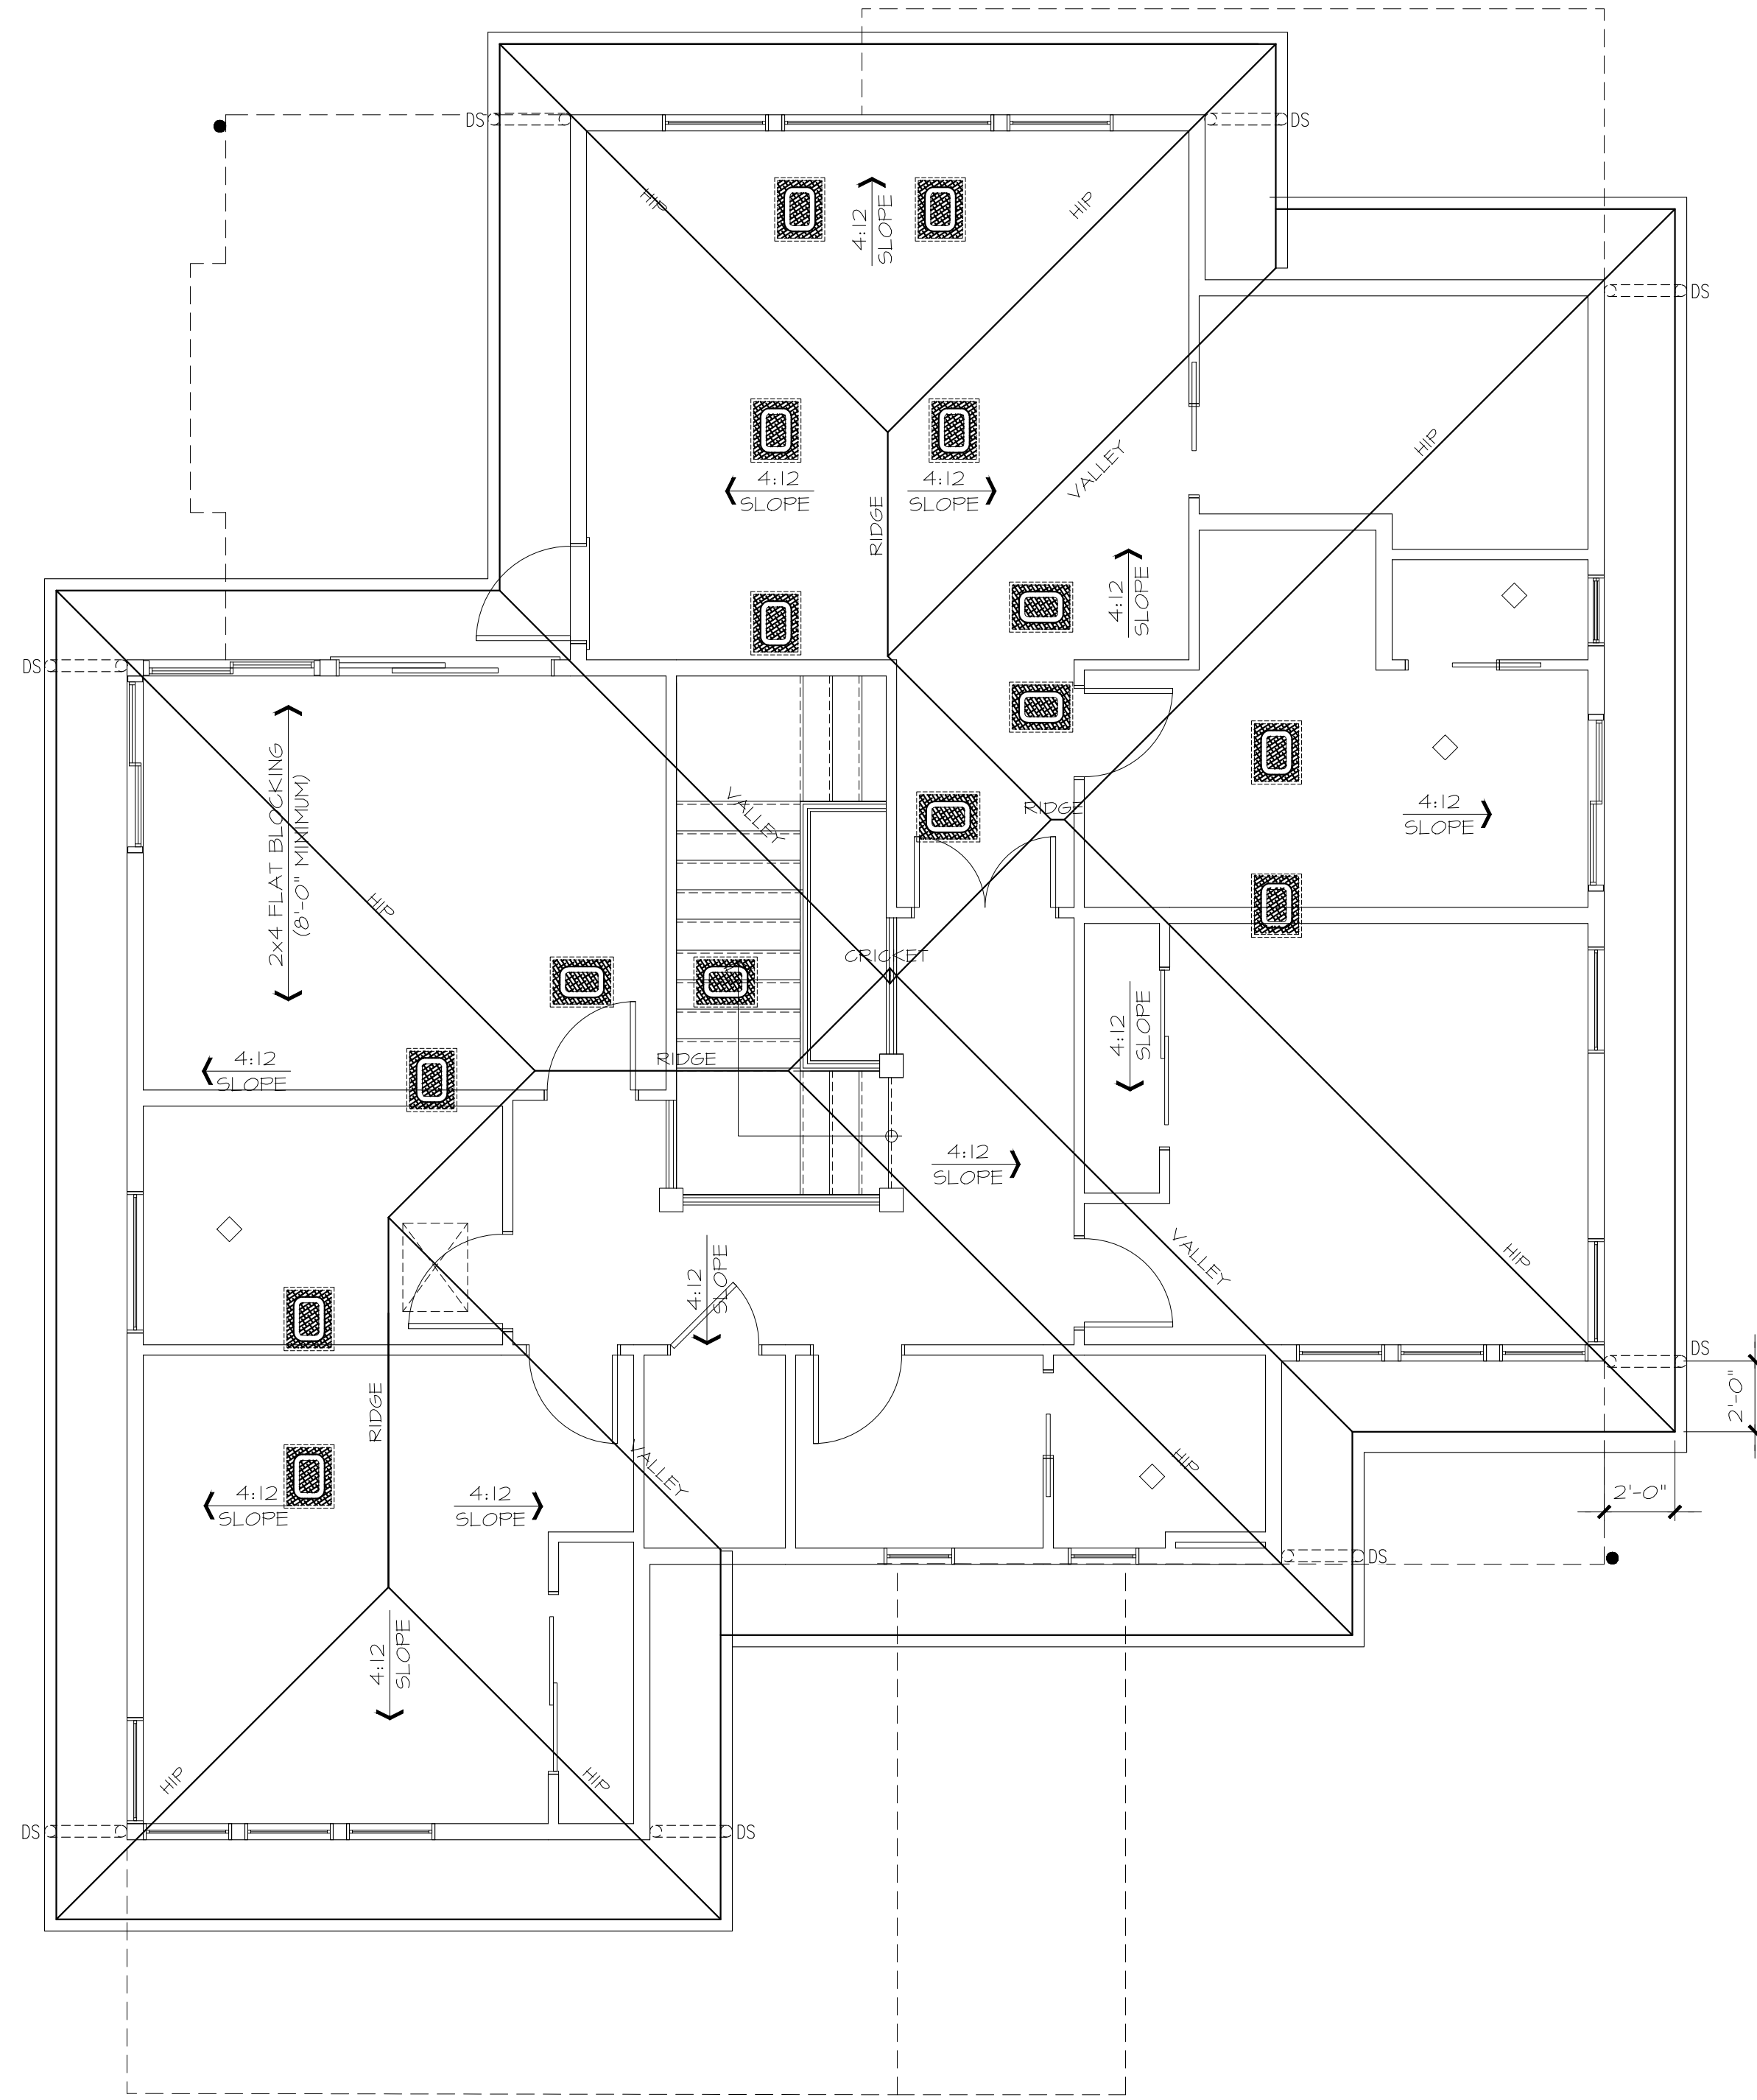 DS
DS
HIP
4:12
SLOPE
HIP
DS
4:12
SLOPE
4:12
SLOPE
RIDGE
VALLEY
HIP
4:12
SLOPE
DS
2x4 FLAT BLOCKING
(8'-0" MINIMUM)
VALLEY
RIDGE
4:12
SLOPE
HIP
CRICKET
4:12
SLOPE
RIDGE
4:12
SLOPE
4:12
SLOPE
4:12
SLOPE
VALLEY
HIP
DS
2'-0"
RIDGE
VALLEY
HIP
4:12
SLOPE
4:12
SLOPE
2'-0"
DS
4:12
SLOPE
HIP
HIP
DS
DS